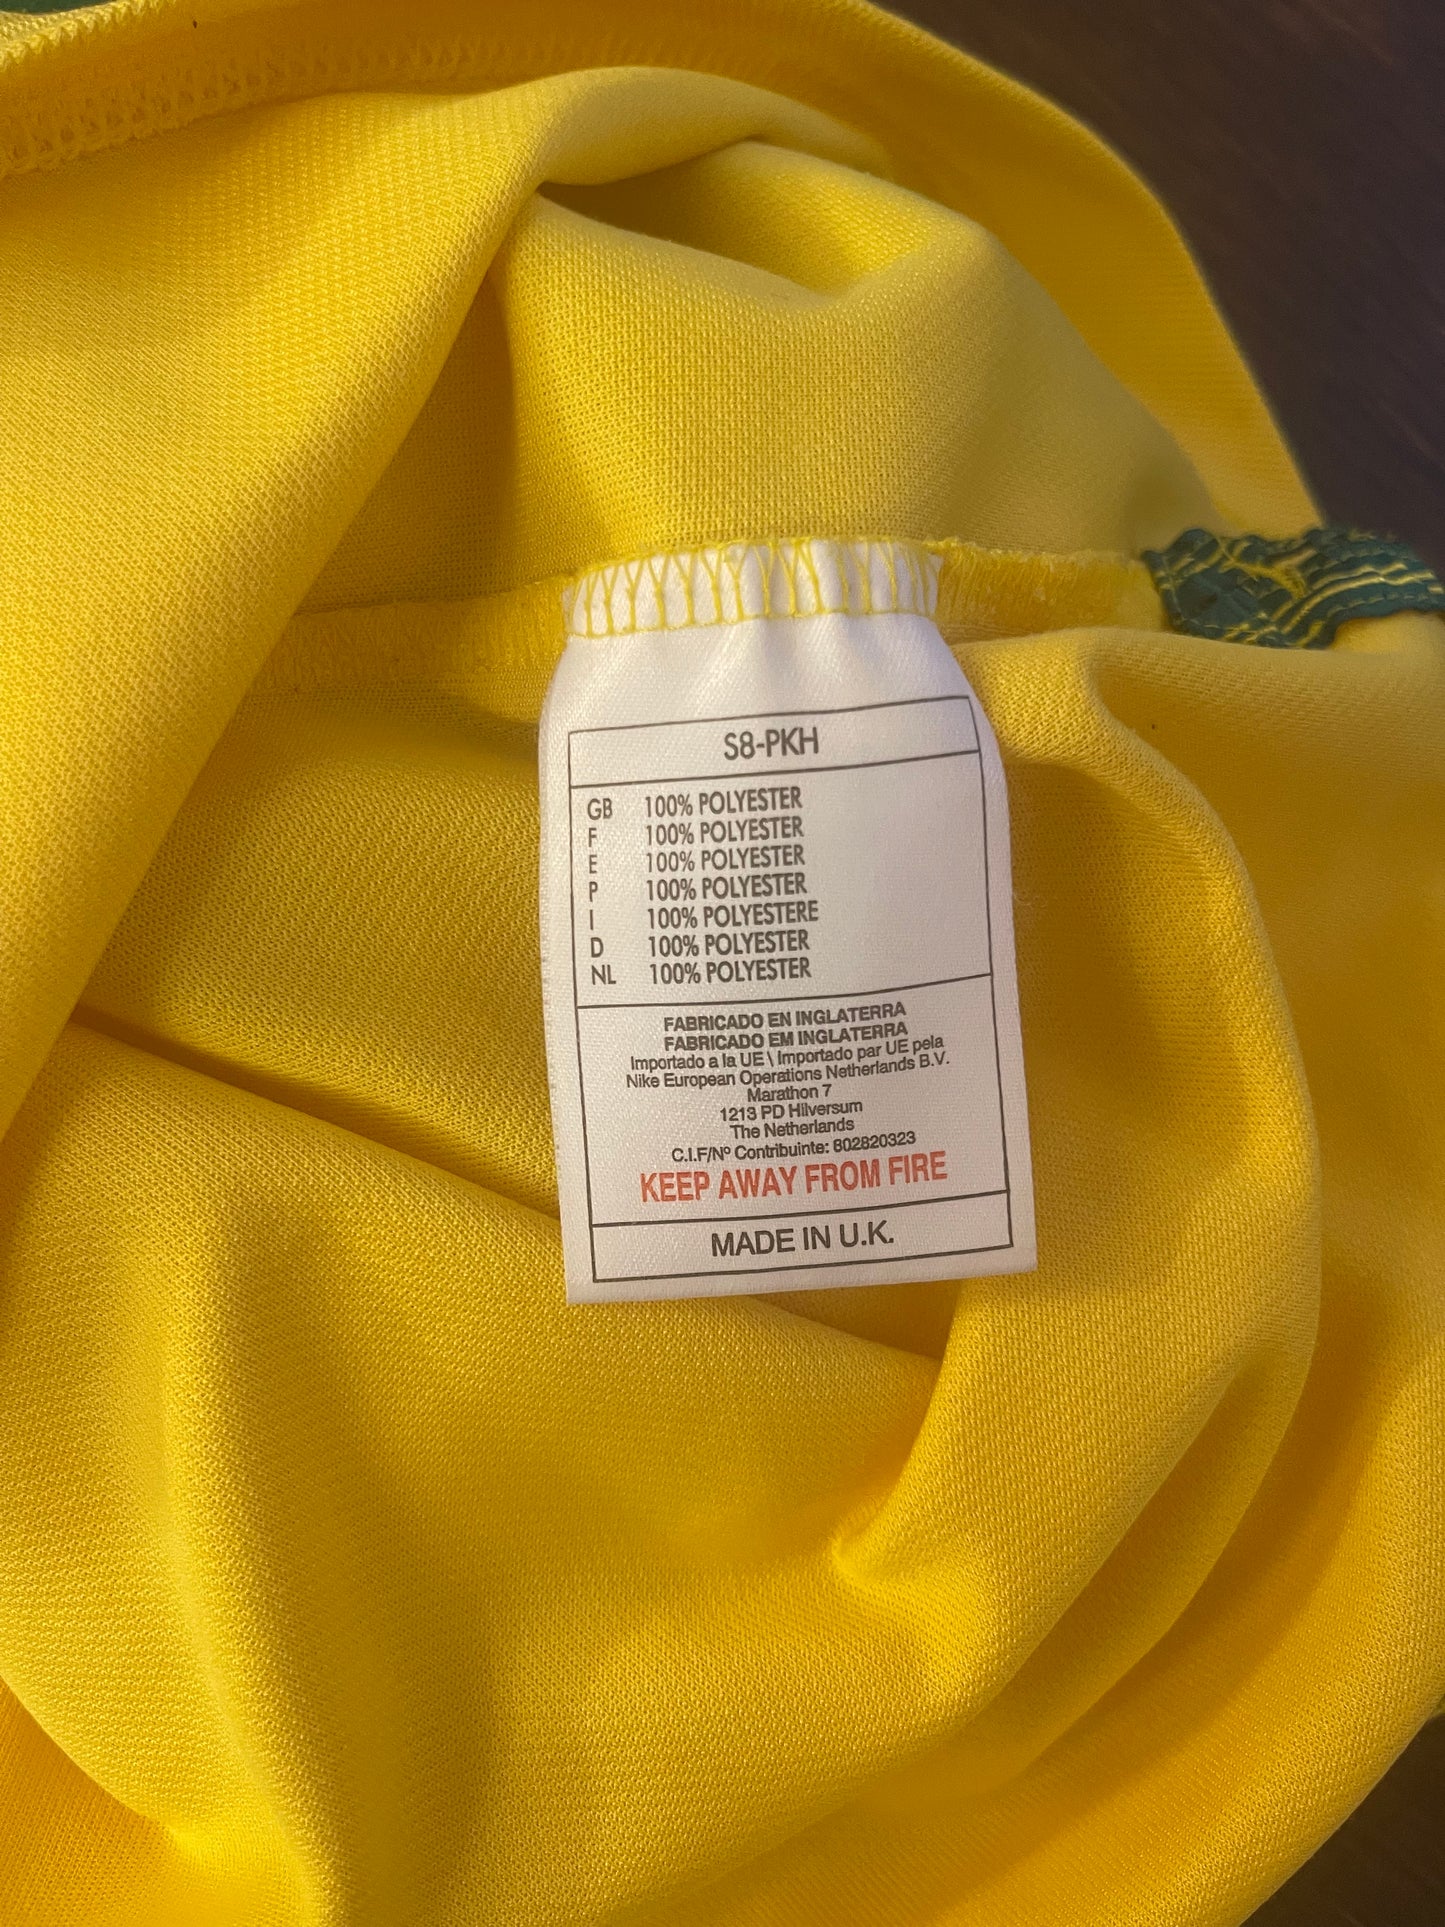 S8-PKH
GB 100% POLYESTER
F 100% POLYESTER
E 100% POLYESTER
P 100% POLYESTER
I 100% POLYESTERE
D 100% POLYESTER
NL 100% POLYESTER
FABRICADO EN INGLATERRA
FABRICADO EM INGLATERRA
Importado a la UE \ Importado par UE pela
Nike European Operations Netherlands B.V.
Marathon 7
1213 PD Hilversum
The Netherlands
C.I.F/Nº Contribuinte: 802820323
KEEP AWAY FROM FIRE
MADE IN U.K.